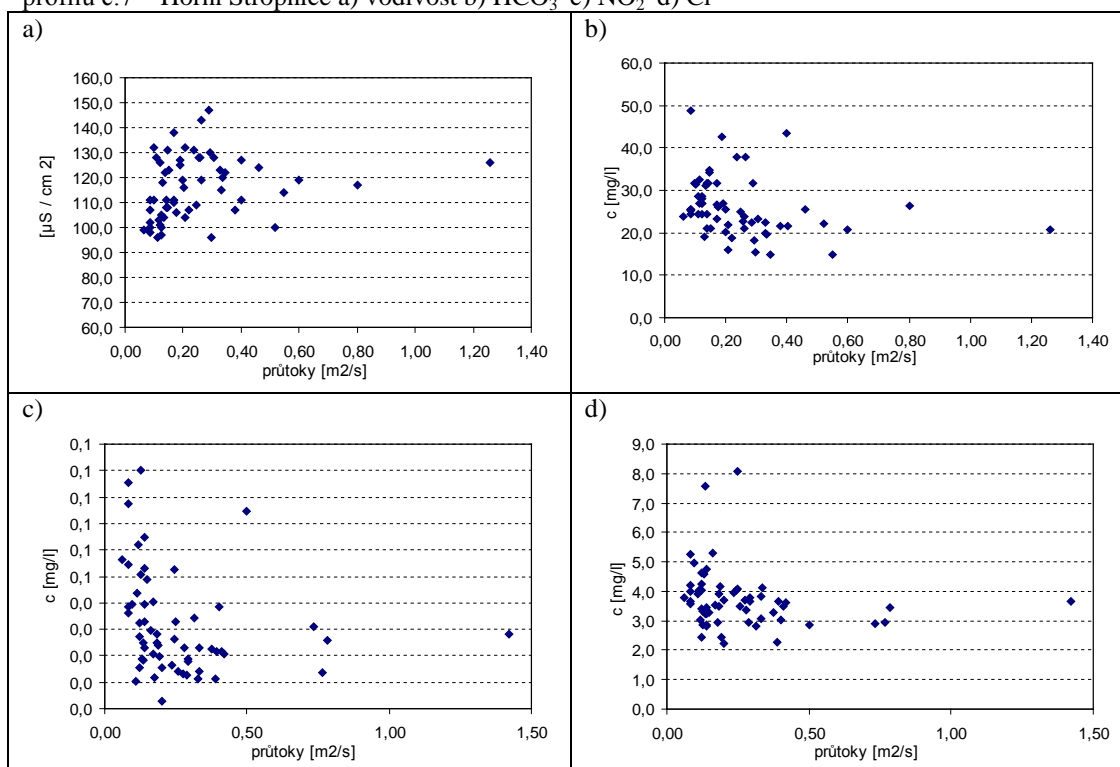 profilu č.7 – Horní Stropnice a) vodivost b) HCO3- c) NO2- d) Cl-
a)
160,0
150,0
140,0
130,0
120,0
110,0
100,0
90,0
80,0
70,0
60,0
[µS / cm 2]
0,00 0,20 0,40 0,60 0,80 1,00 1,20 1,40
průtoky [m2/s]
b)
60,0
50,0
40,0
30,0
20,0
10,0
0,0
c [mg/l]
0,00 0,20 0,40 0,60 0,80 1,00 1,20 1,40
průtoky [m2/s]
c)
0,1
0,1
0,1
0,1
0,1
0,1
0,0
0,0
0,0
0,0
0,0
c [mg/l]
0,00 0,50 1,00 1,50
průtoky [m2/s]
d)
9,0
8,0
7,0
6,0
5,0
4,0
3,0
2,0
1,0
0,0
c [mg/l]
0,00 0,50 1,00 1,50
průtoky [m2/s]